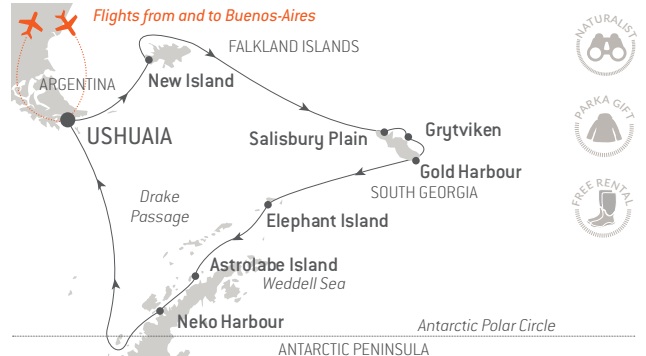 Flights from and to Buenos-Aires
NATURALIST
FALKLAND ISLANDS
ARGENTINA
New Island
PARKA GIFT
USHUAIA
Salisbury Plain
Grytviken
Gold Harbour
SOUTH GEORGIA
FREE RENTAL
Drake
Passage
Elephant Island
Astrolabe Island
Weddell Sea
Neko Harbour
Antarctic Polar Circle
ANTARCTIC PENINSULA